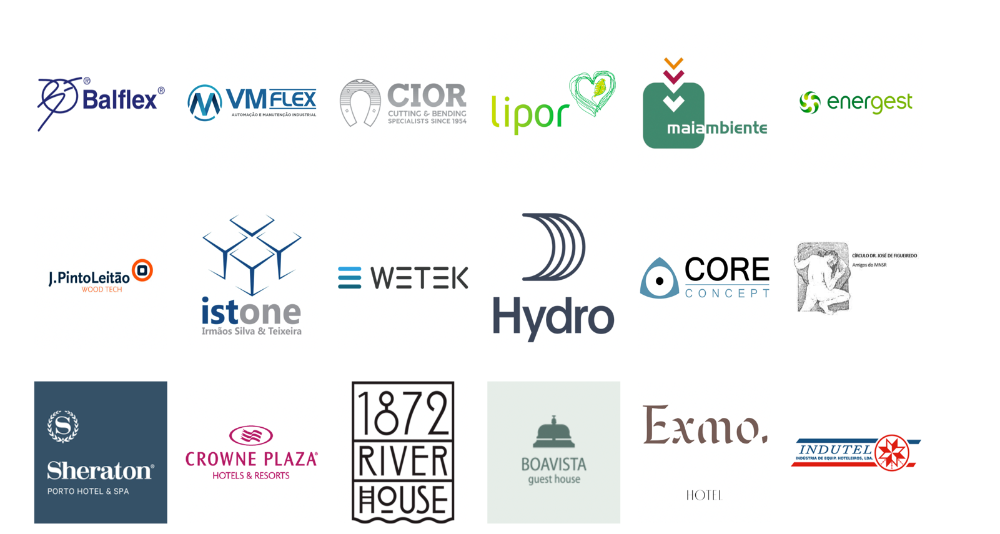 Balflex®
®
VMFLEX
AUTOMAÇÃO E MANUTENÇÃO INDUSTRIAL
CIOR
CUTTING & BENDING
SPECIALISTS SINCE 1954
lipor
maiambiente
energest
J.PintoLeitão
WOOD TECH
istone
Irmãos Silva & Teixeira
WETEK
Hydro
CORE
CONCEPT
CÍRCULO DR. JOSÉ DE FIGUEIREDO
Amigos do MNSR
S
Sheraton®
PORTO HOTEL & SPA
CROWNE PLAZA®
HOTELS & RESORTS
1872
RIVER
HOUSE
BOAVISTA
guest house
Exmo.
HOTEL
INDUTEL
INDÚSTRIA DE EQUIP. HOTELEIROS, LDA.